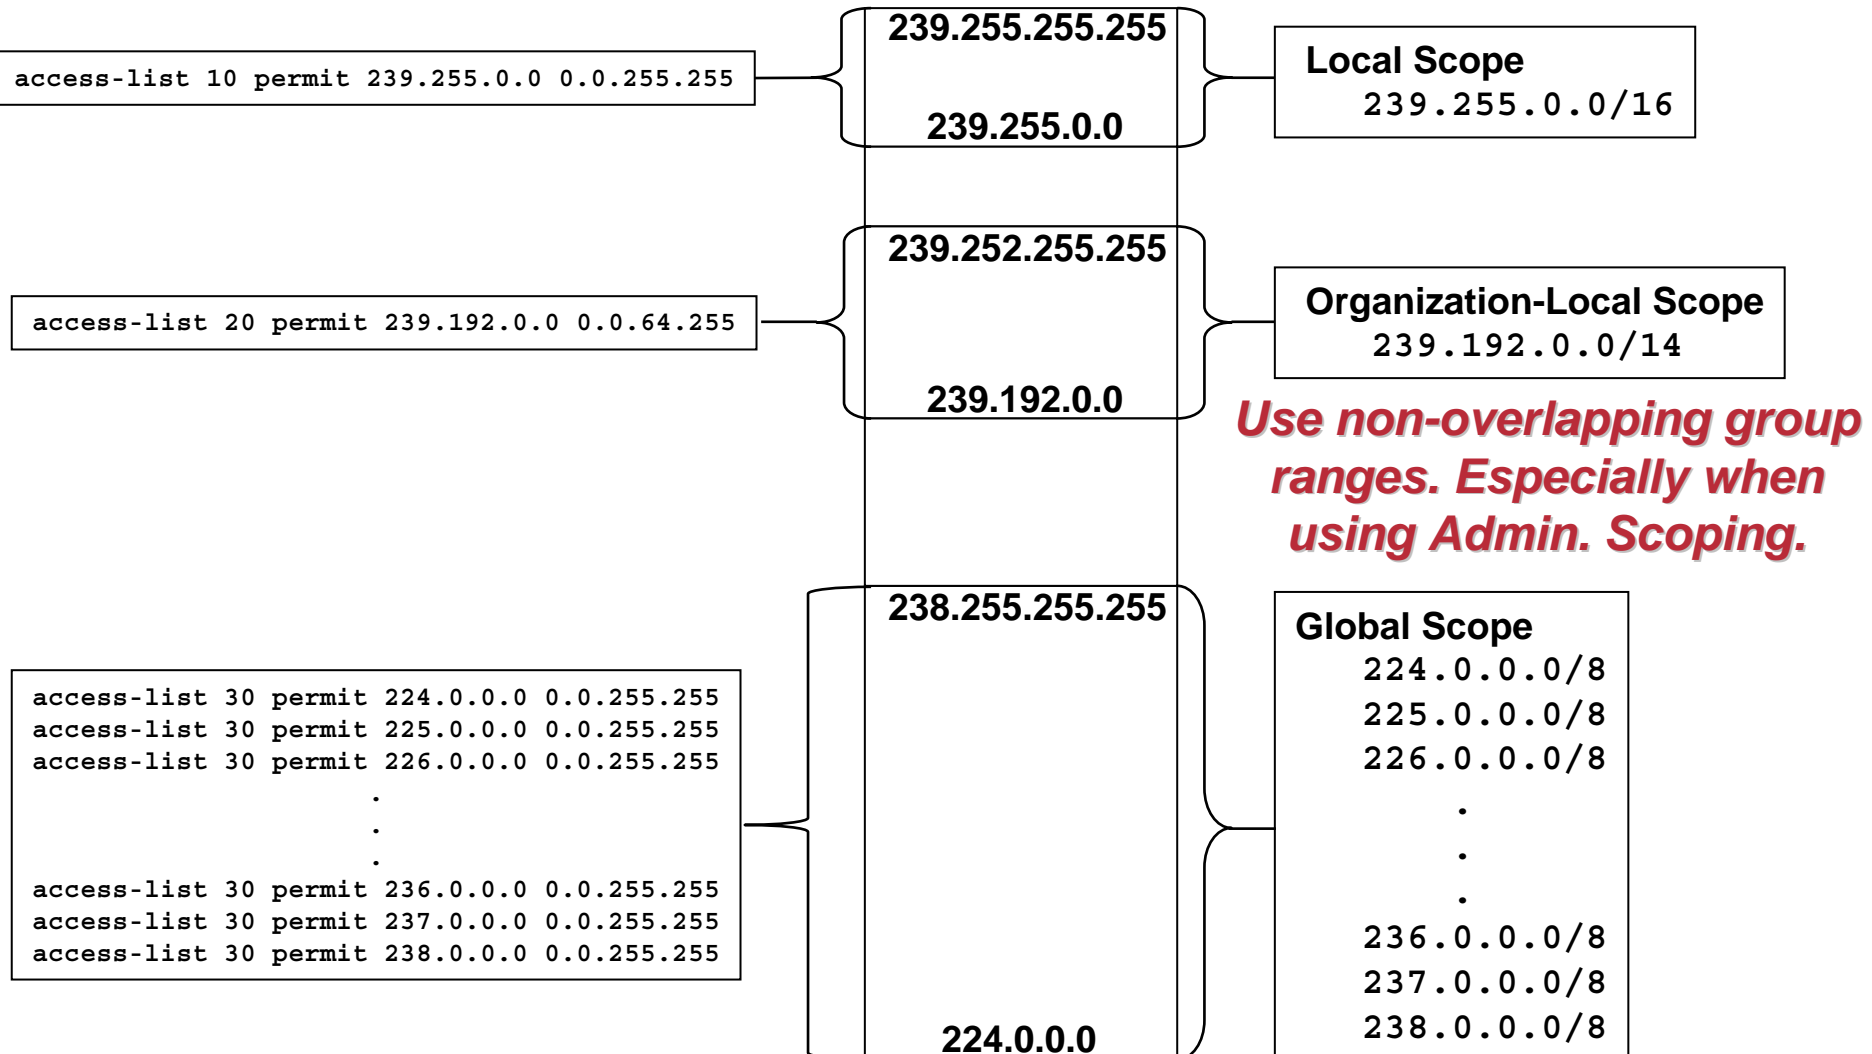 239.255.255.255
access-list 10 permit 239.255.0.0 0.0.255.255
239.255.0.0
Local Scope
239.255.0.0/16
239.252.255.255
access-list 20 permit 239.192.0.0 0.0.64.255
239.192.0.0
Organization-Local Scope
239.192.0.0/14
Use non-overlapping group
ranges. Especially when
using Admin. Scoping.
238.255.255.255
access-list 30 permit 224.0.0.0 0.0.255.255
access-list 30 permit 225.0.0.0 0.0.255.255
access-list 30 permit 226.0.0.0 0.0.255.255
.
.
.
access-list 30 permit 236.0.0.0 0.0.255.255
access-list 30 permit 237.0.0.0 0.0.255.255
access-list 30 permit 238.0.0.0 0.0.255.255
224.0.0.0
Global Scope
224.0.0.0/8
225.0.0.0/8
226.0.0.0/8
.
.
.
236.0.0.0/8
237.0.0.0/8
238.0.0.0/8